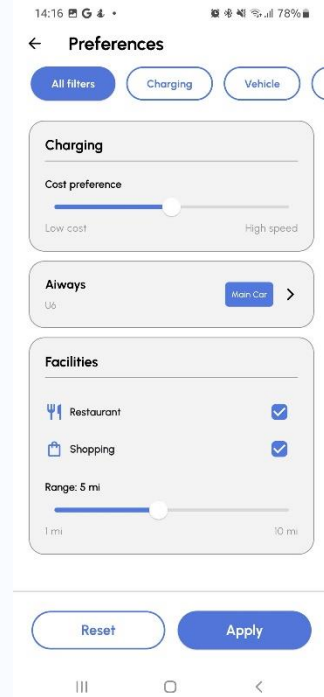 14:16
78%
Preferences
All filters
Charging
Vehicle
Charging
Cost preference
Low cost
High speed
Aiways
U6
Main Car
Facilities
Restaurant
Shopping
Range: 5 mi
1 mi
10 mi
Reset
Apply